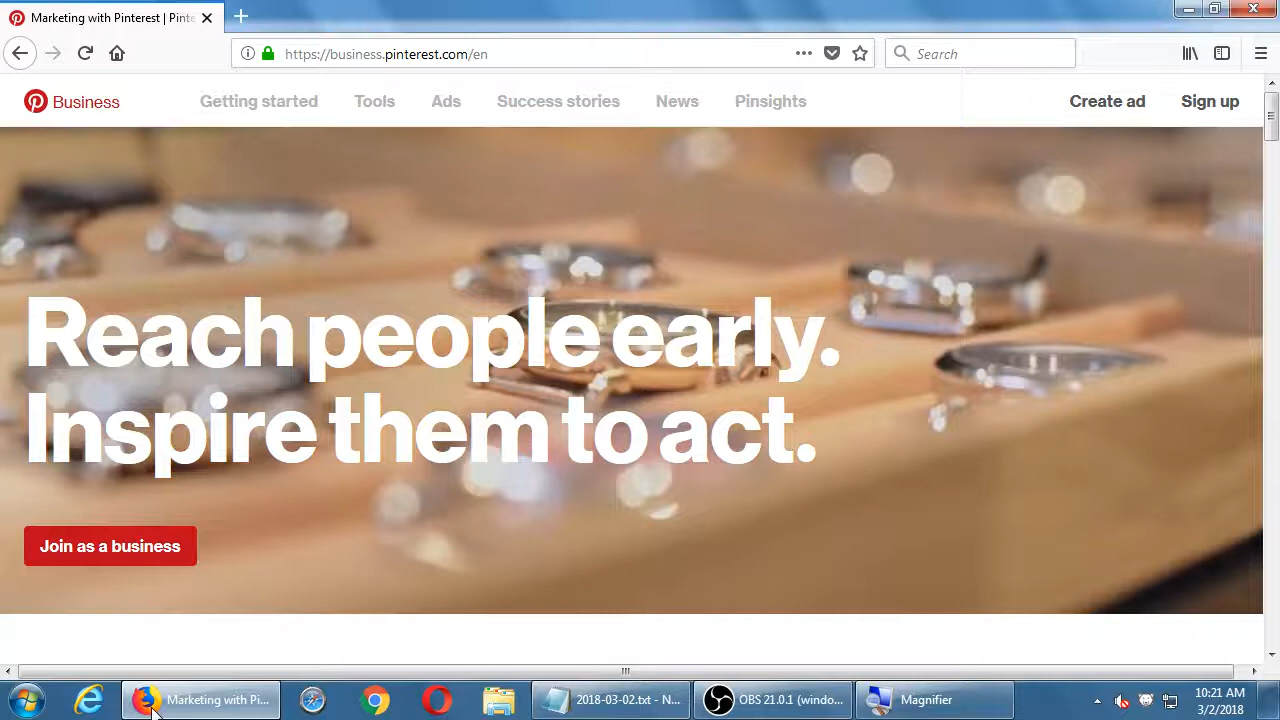 Marketing with Pinterest | Pinte
https://business.pinterest.com/en
Search
Business
Getting started
Tools
Ads
Success stories
News
Pinsights
Create ad
Sign up
Reach people early.
Inspire them to act.
Join as a business
Marketing with Pi...
2018-03-02.txt - N...
OBS 21.0.1 (windo...
Magnifier
10:21 AM
3/2/2018